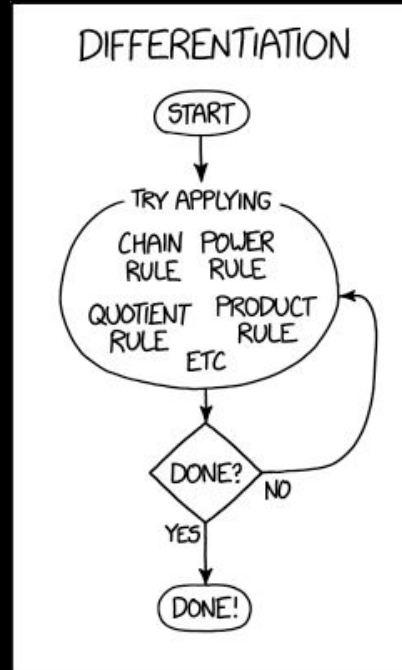 DIFFERENTIATION
START
TRY APPLYING
CHAIN RULE
POWER RULE
QUOTIENT RULE
PRODUCT RULE
ETC
DONE?
NO
YES
DONE!